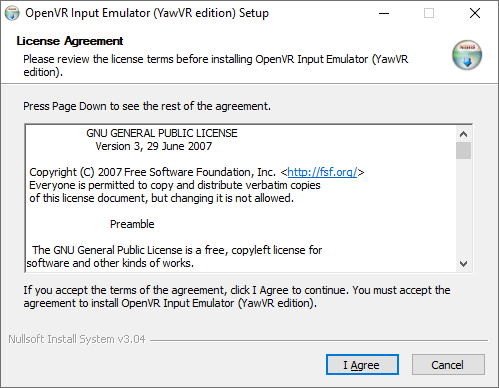 OpenVR Input Emulator (YawVR edition) Setup
License Agreement
Please review the license terms before installing OpenVR Input Emulator (YawVR
edition).
Press Page Down to see the rest of the agreement.
GNU GENERAL PUBLIC LICENSE
Version 3, 29 June 2007
Copyright (C) 2007 Free Software Foundation, Inc. <http://fsf.org/>
Everyone is permitted to copy and distribute verbatim copies
of this license document, but changing it is not allowed.
Preamble
The GNU General Public License is a free, copyleft license for
software and other kinds of works.
If you accept the terms of the agreement, click I Agree to continue. You must accept the
agreement to install OpenVR Input Emulator (YawVR edition).
Nullsoft Install System v3.04
I Agree
Cancel